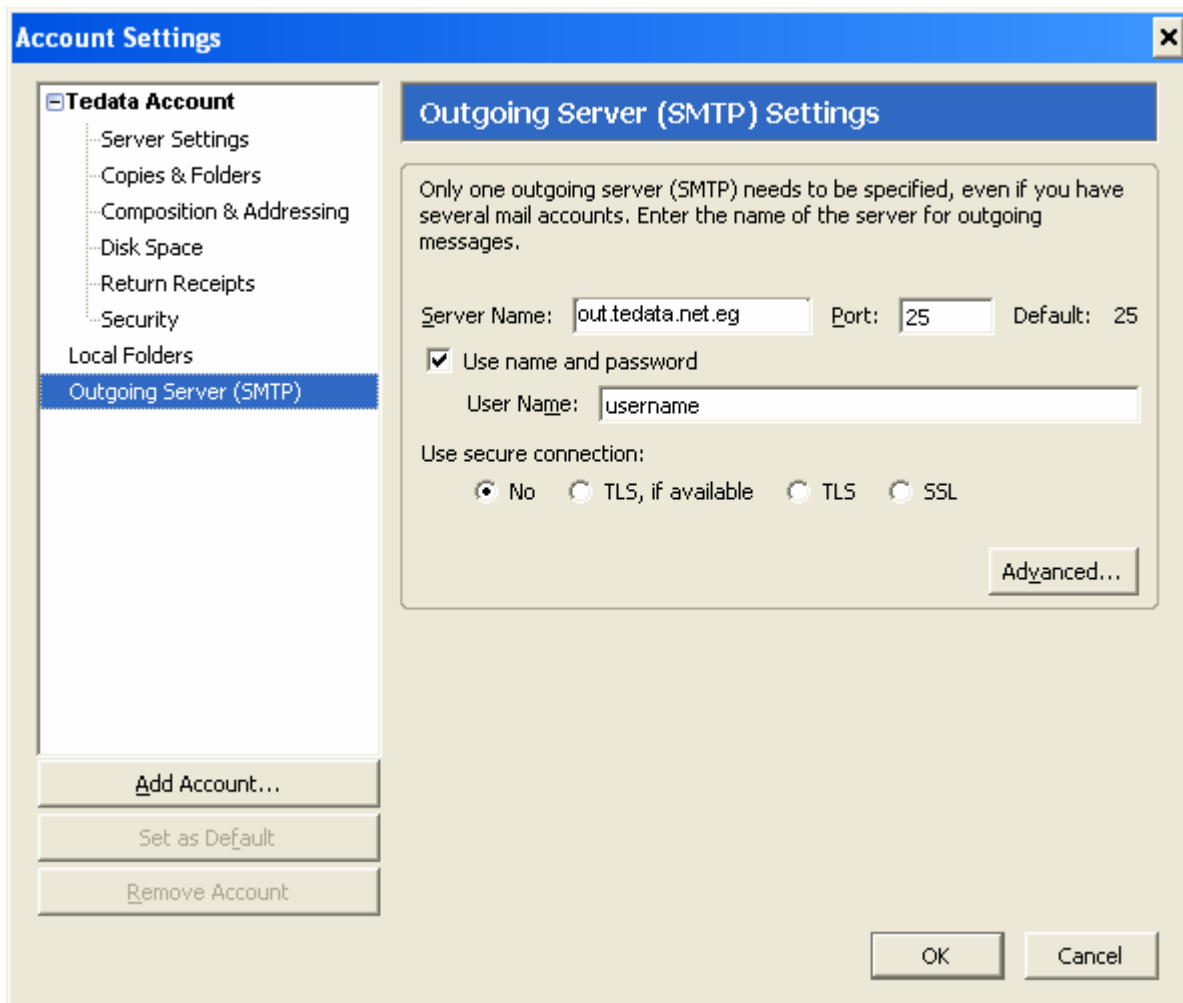 Account Settings
Tedata Account
Server Settings
Copies & Folders
Composition & Addressing
Disk Space
Return Receipts
Security
Local Folders
Outgoing Server (SMTP)
Add Account...
Set as Default
Remove Account
Outgoing Server (SMTP) Settings
Only one outgoing server (SMTP) needs to be specified, even if you have
several mail accounts. Enter the name of the server for outgoing
messages.
Server Name: out.tedata.net.eg Port: 25 Default: 25
Use name and password
User Name: username
Use secure connection:
No TLS, if available TLS SSL
Advanced...
OK Cancel